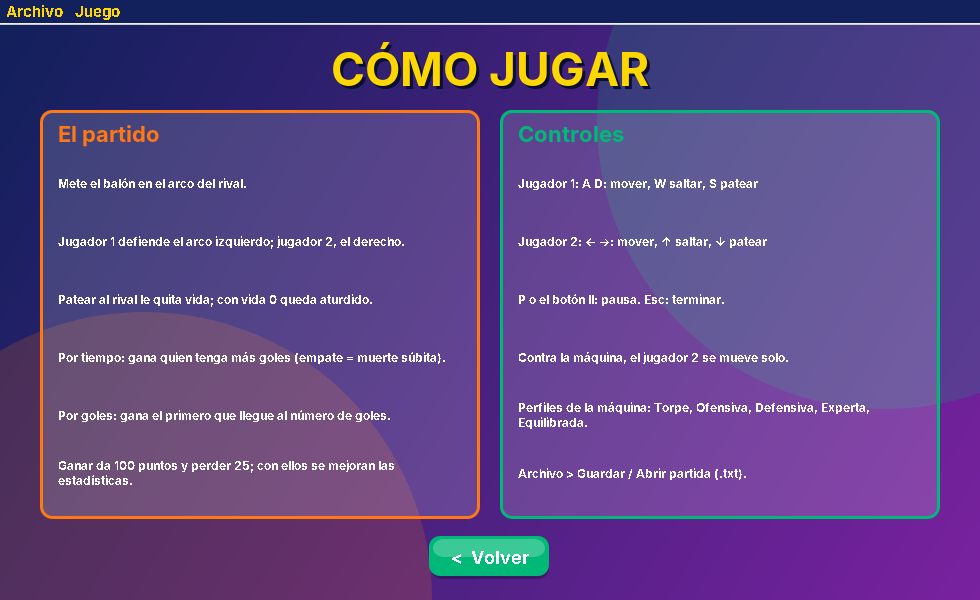 Archivo Juego
CÓMO JUGAR
El partido
Mete el balón en el arco del rival.
Jugador 1 defiende el arco izquierdo; jugador 2, el derecho.
Patear al rival le quita vida; con vida 0 queda aturdido.
Por tiempo: gana quien tenga más goles (empate = muerte súbita).
Por goles: gana el primero que llegue al número de goles.
Ganar da 100 puntos y perder 25; con ellos se mejoran las
estadísticas.
Controles
Jugador 1: A D: mover, W saltar, S patear
Jugador 2: ← →: mover, ↑ saltar, ↓ patear
P o el botón II: pausa. Esc: terminar.
Contra la máquina, el jugador 2 se mueve solo.
Perfiles de la máquina: Torpe, Ofensiva, Defensiva, Experta,
Equilibrada.
Archivo > Guardar / Abrir partida (.txt).
< Volver